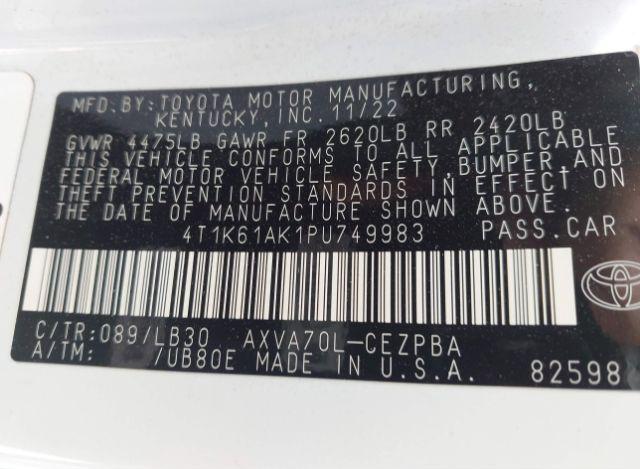 MFD.BY:TOYOTA MOTOR MANUFACTURING,
KENTUCKY, INC. 11/22
GVWR 4475LB GAWR FR 2620LB RR 2420LB
THIS VEHICLE CONFORMS TO ALL APPLICABLE
FEDERAL MOTOR VEHICLE SAFETY, BUMPER, AND
THEFT PREVENTION STANDARDS IN EFFECT ON
THE DATE OF MANUFACTURE SHOWN ABOVE.
4T1K61AK1PU749983 PASS.CAR
C/TR:089/LB30 AXVA70L-CEZPBA
A/TM: /UB80E MADE IN U.S.A. 82598